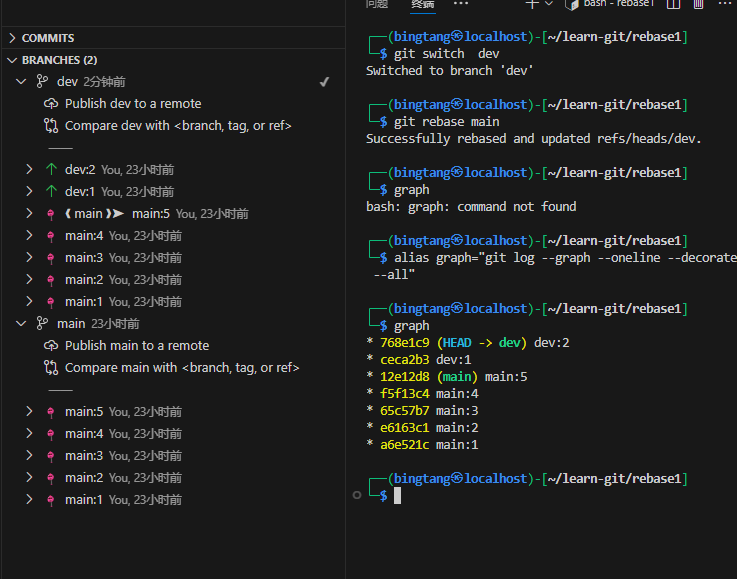 COMMITS
BRANCHES (2)
dev 2分钟前
Publish dev to a remote
Compare dev with <branch, tag, or ref>
dev:2 You, 23小时前
dev:1 You, 23小时前
main main:5 You, 23小时前
main:4 You, 23小时前
main:3 You, 23小时前
main:2 You, 23小时前
main:1 You, 23小时前
main 23小时前
Publish main to a remote
Compare main with <branch, tag, or ref>
main:5 You, 23小时前
main:4 You, 23小时前
main:3 You, 23小时前
main:2 You, 23小时前
main:1 You, 23小时前
问题 终端 ··· bash - rebase1 ···
┌──(bingtang㉿localhost)-[~/learn-git/rebase1]
└─$ git switch  dev
Switched to branch 'dev'
┌──(bingtang㉿localhost)-[~/learn-git/rebase1]
└─$ git rebase main
Successfully rebased and updated refs/heads/dev.
┌──(bingtang㉿localhost)-[~/learn-git/rebase1]
└─$ graph
bash: graph: command not found
┌──(bingtang㉿localhost)-[~/learn-git/rebase1]
└─$ alias graph="git log --graph --oneline --decorate
--all"
┌──(bingtang㉿localhost)-[~/learn-git/rebase1]
└─$ graph
* 768e1c9 (HEAD -> dev) dev:2
* ceca2b3 dev:1
* 12e12d8 (main) main:5
* f5f13c4 main:4
* 65c57b7 main:3
* e6163c1 main:2
* a6e521c main:1
┌──(bingtang㉿localhost)-[~/learn-git/rebase1]
└─$